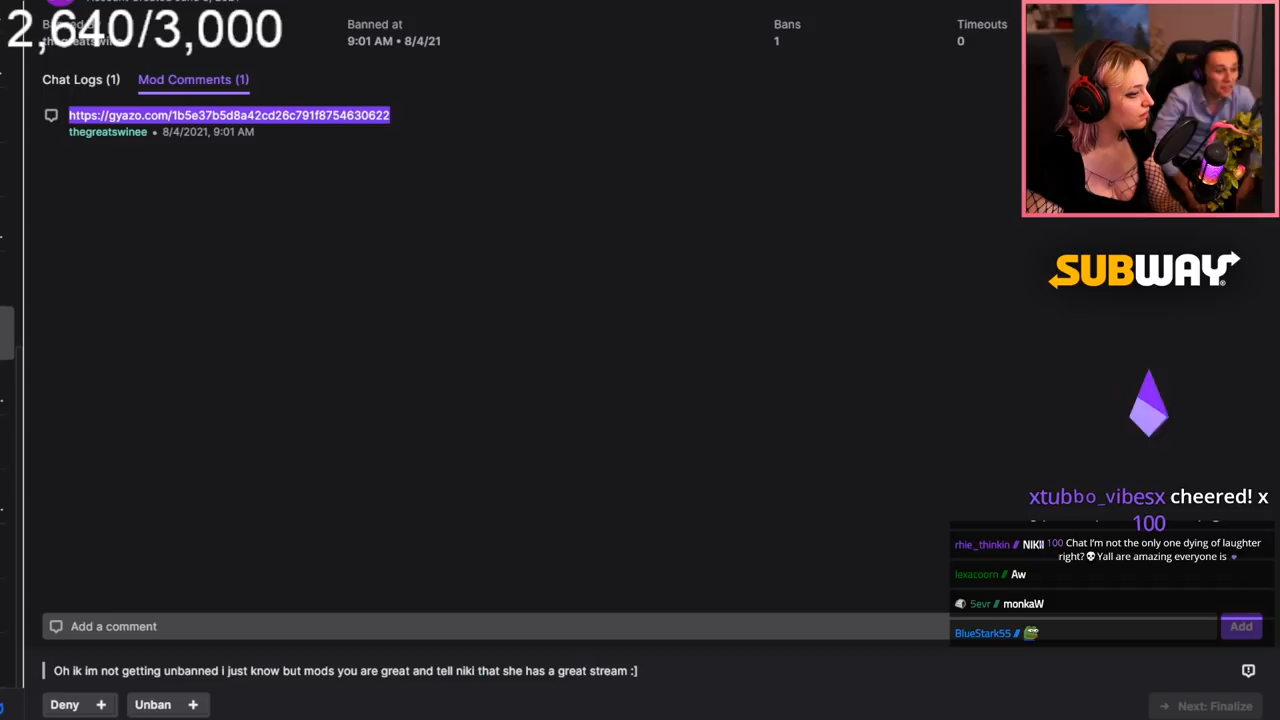 2,640/3,000
Banned at
Bans
Timeouts
9:01 AM • 8/4/21
1
0
Chat Logs (1)
Mod Comments (1)
https://gyazo.com/1b5e37b5d8a42cd26c791f8754630622
thegreatswinee • 8/4/2021, 9:01 AM
SUBWAY
xtubbo_vibesx cheered! x
100
rhie_thinkin // NIKII
100 Chat I'm not the only one dying of laughter
right?💀Yall are amazing everyone is
lexacoorn // Aw
5evr // monkaW
BlueStark55 //
Add a comment
Add
Oh ik im not getting unbanned i just know but mods you are great and tell niki that she has a great stream :]
Deny +
Unban +
→ Next: Finalize